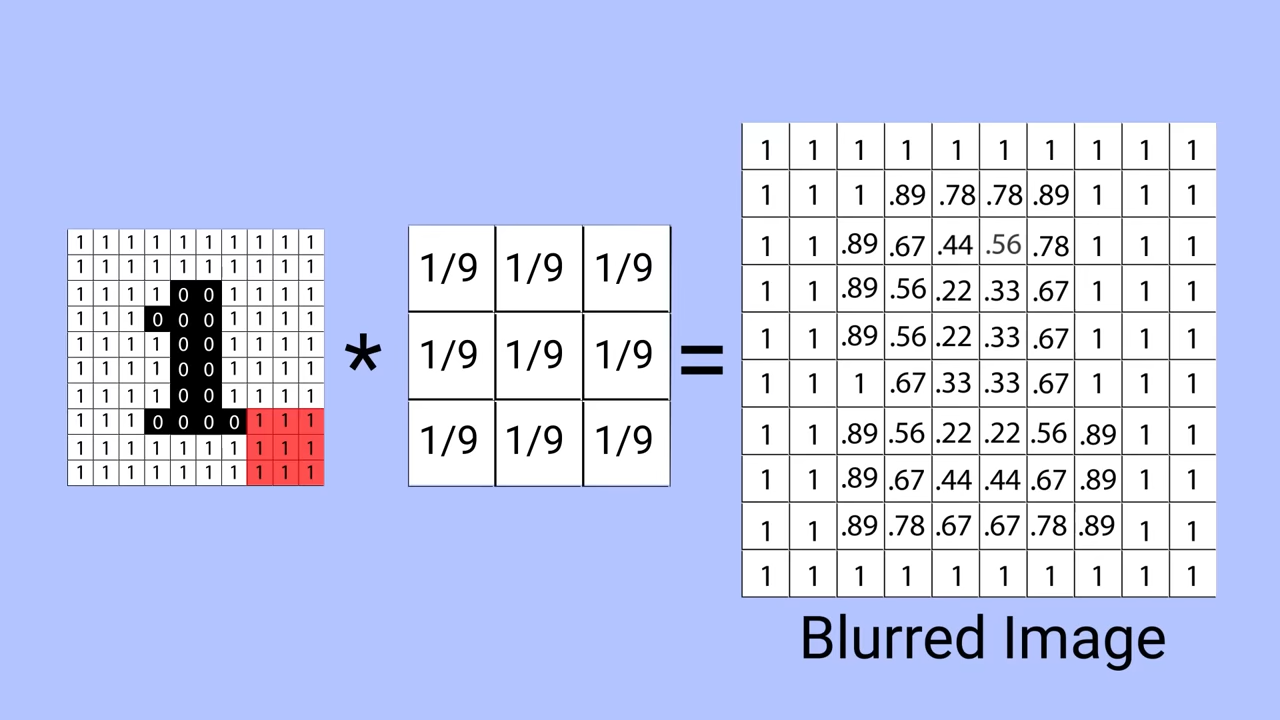 1 1 1 1 1 1 1 1 1 1
1 1 1 1 1 1 1 1 1 1
1 1 1 1 0 0 1 1 1 1
1 1 1 0 0 0 1 1 1 1
1 1 1 1 0 0 1 1 1 1
1 1 1 1 0 0 1 1 1 1
1 1 1 1 0 0 1 1 1 1
1 1 1 0 0 0 0 1 1 1
1 1 1 1 1 1 1 1 1 1
1 1 1 1 1 1 1 1 1 1
*
1/9 1/9 1/9
1/9 1/9 1/9
1/9 1/9 1/9
=
1 1 1 1 1 1 1 1 1 1
1 1 1 .89 .78 .78 .89 1 1 1
1 1 .89 .67 .44 .56 .78 1 1 1
1 1 .89 .56 .22 .33 .67 1 1 1
1 1 .89 .56 .22 .33 .67 1 1 1
1 1 1 .67 .33 .33 .67 1 1 1
1 1 .89 .56 .22 .22 .56 .89 1 1
1 1 .89 .67 .44 .44 .67 .89 1 1
1 1 .89 .78 .67 .67 .78 .89 1 1
1 1 1 1 1 1 1 1 1 1
Blurred Image